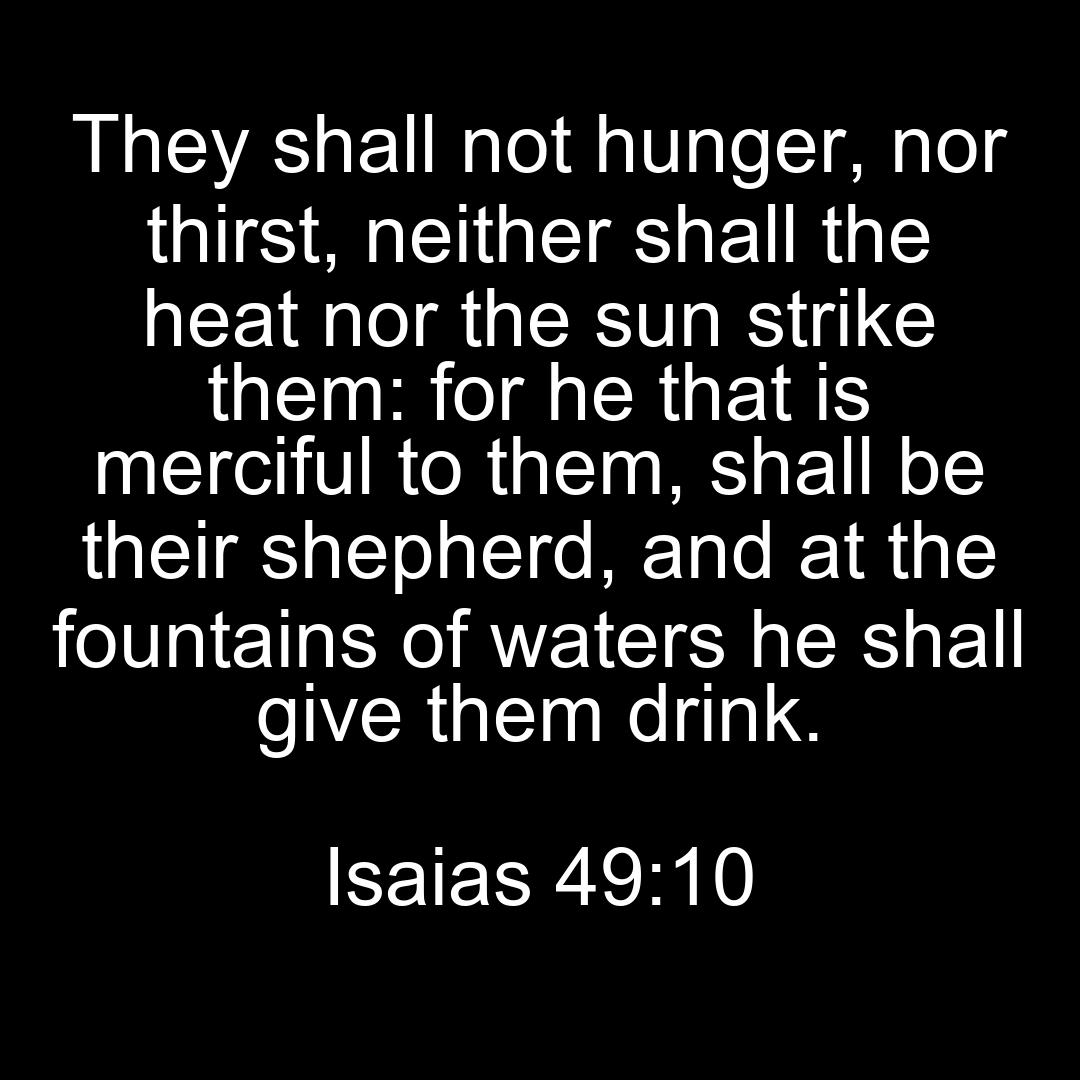 They shall not hunger, nor
thirst, neither shall the
heat nor the sun strike
them: for he that is
merciful to them, shall be
their shepherd, and at the
fountains of waters he shall
give them drink.
Isaias 49:10